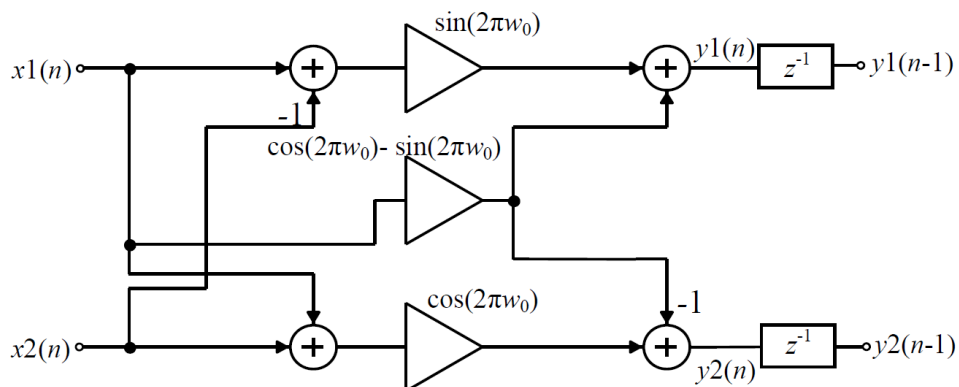 sin(2πw₀)
x1(n)
+
+
y1(n)
z⁻¹
y1(n-1)
-1
cos(2πw₀)- sin(2πw₀)
cos(2πw₀)
-1
x2(n)
+
+
y2(n)
z⁻¹
y2(n-1)